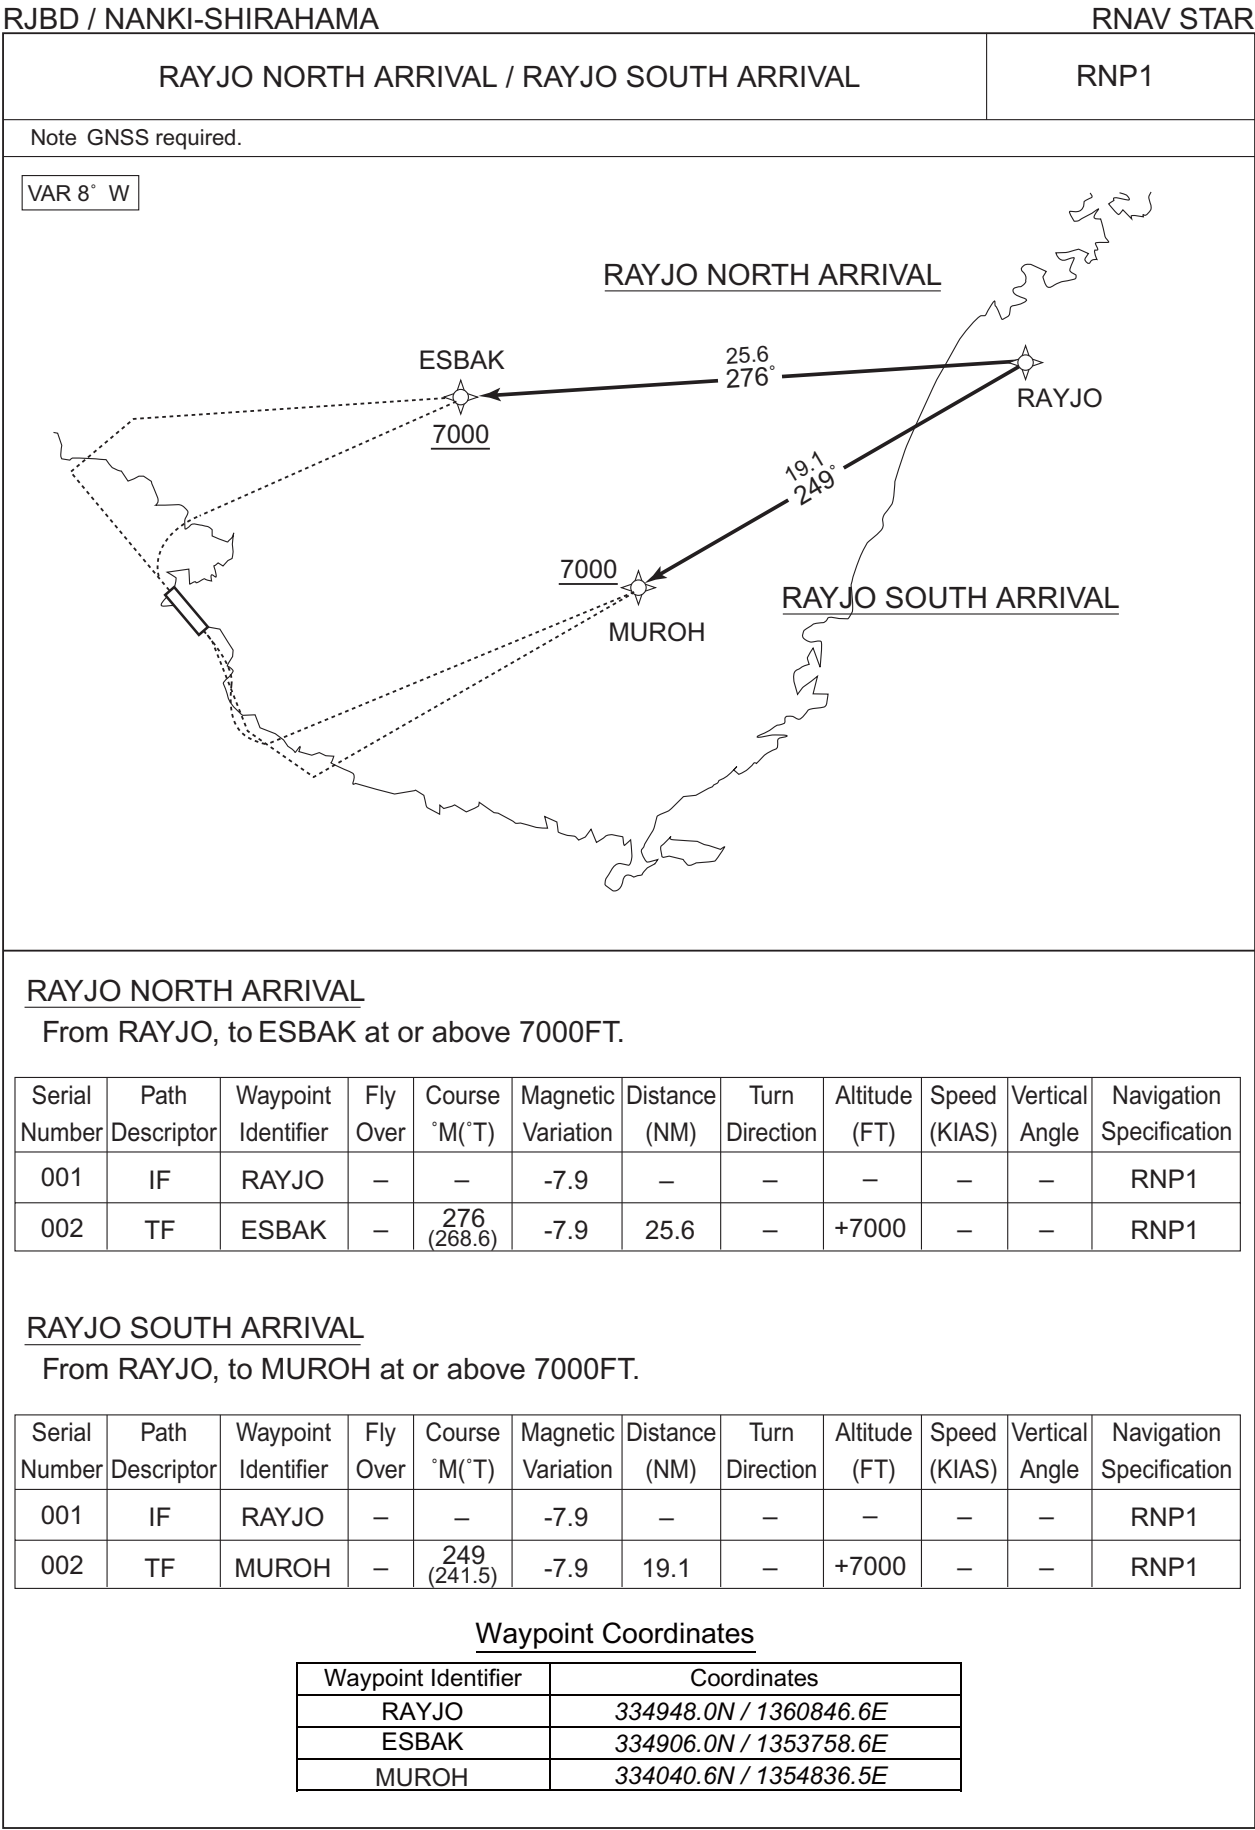 RJBD / NANKI-SHIRAHAMA RNAV STAR
RAYJO NORTH ARRIVAL / RAYJO SOUTH ARRIVAL RNP1
Note GNSS required.
VAR 8˚ W
RAYJO NORTH ARRIVAL
ESBAK
7000
25.6
276˚
RAYJO
19.1
249˚
7000
MUROH
RAYJO SOUTH ARRIVAL
RAYJO NORTH ARRIVAL
From RAYJO, to ESBAK at or above 7000FT.
Serial Path Waypoint Fly Course Magnetic Distance Turn Altitude Speed Vertical Navigation
Number Descriptor Identifier Over ˚M(˚T) Variation (NM) Direction (FT) (KIAS) Angle Specification
001 IF RAYJO – – -7.9 – – – – – RNP1
002 TF ESBAK – 276 (268.6) -7.9 25.6 – +7000 – – RNP1
RAYJO SOUTH ARRIVAL
From RAYJO, to MUROH at or above 7000FT.
Serial Path Waypoint Fly Course Magnetic Distance Turn Altitude Speed Vertical Navigation
Number Descriptor Identifier Over ˚M(˚T) Variation (NM) Direction (FT) (KIAS) Angle Specification
001 IF RAYJO – – -7.9 – – – – – RNP1
002 TF MUROH – 249 (241.5) -7.9 19.1 – +7000 – – RNP1
Waypoint Coordinates
Waypoint Identifier Coordinates
RAYJO 334948.0N / 1360846.6E
ESBAK 334906.0N / 1353758.6E
MUROH 334040.6N / 1354836.5E